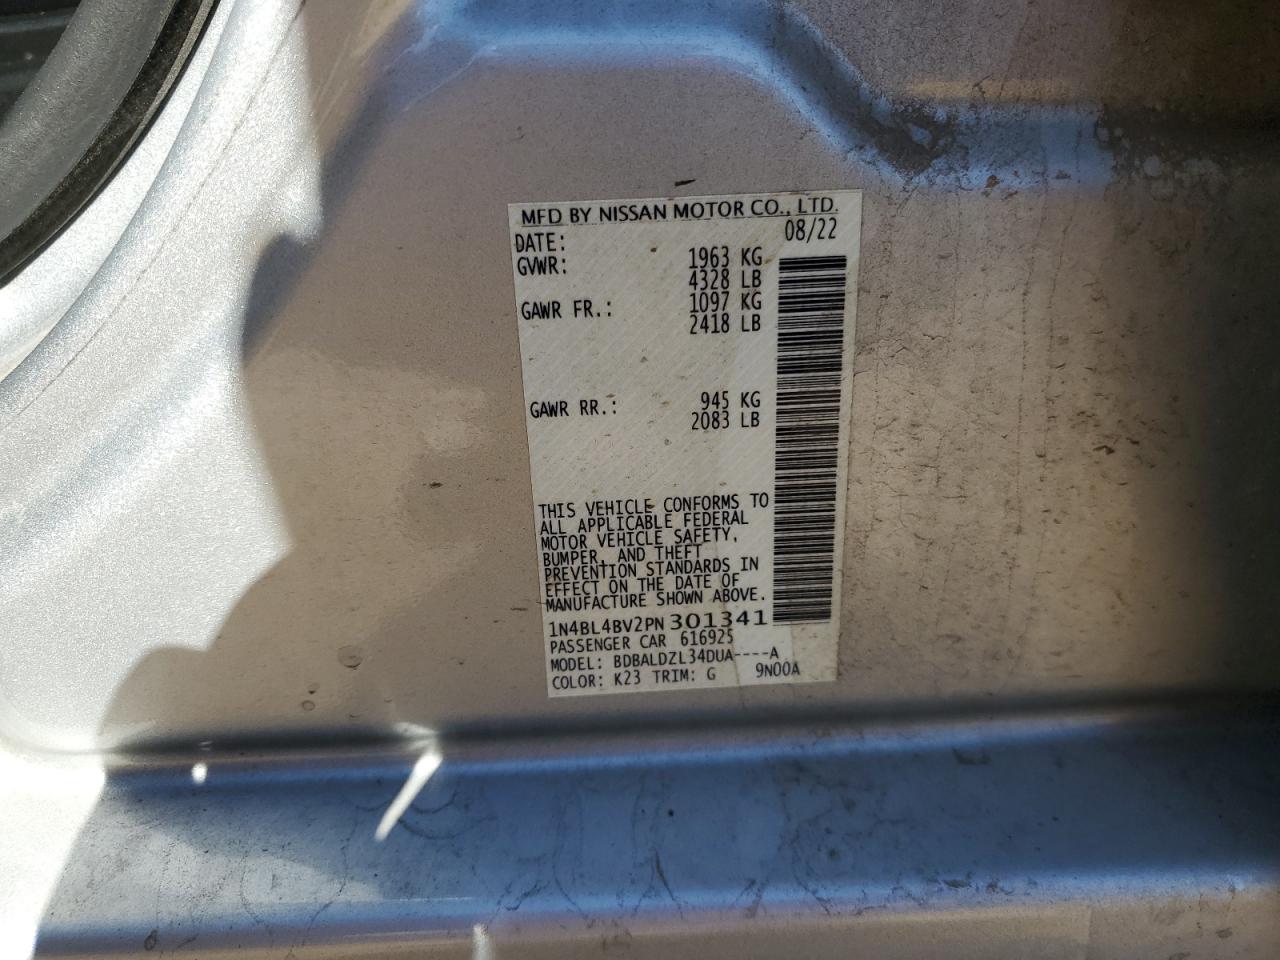 MFD BY NISSAN MOTOR CO., LTD.
DATE: 08/22
GVWR: 1963 KG
4328 LB
GAWR FR.: 1097 KG
2418 LB
GAWR RR.: 945 KG
2083 LB
THIS VEHICLE CONFORMS TO
ALL APPLICABLE FEDERAL
MOTOR VEHICLE SAFETY,
BUMPER, AND THEFT
PREVENTION STANDARDS IN
EFFECT ON THE DATE OF
MANUFACTURE SHOWN ABOVE.
1N4BL4BV2PN301341
PASSENGER CAR 616925
MODEL: BDBALDZL34DUA----A
COLOR: K23 TRIM: G 9N00A